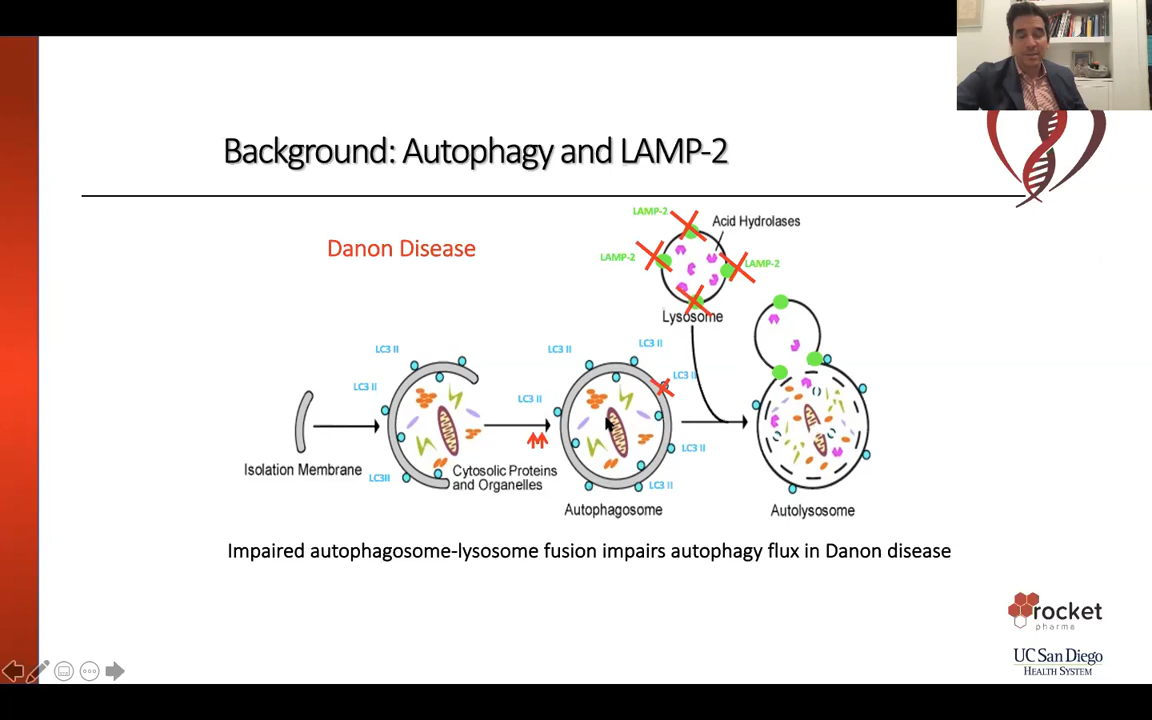 Background: Autophagy and LAMP-2
Danon Disease
LAMP-2
Acid Hydrolases
LAMP-2
LAMP-2
Lysosome
LC3 II
LC3 II
LC3 II
LC3 II
LC3 II
LC3 II
LC3 II
LC3II
LC3 II
Isolation Membrane
Cytosolic Proteins
and Organelles
Autophagosome
Autolysosome
Impaired autophagosome-lysosome fusion impairs autophagy flux in Danon disease
rocket
pharma
UC San Diego
HEALTH SYSTEM